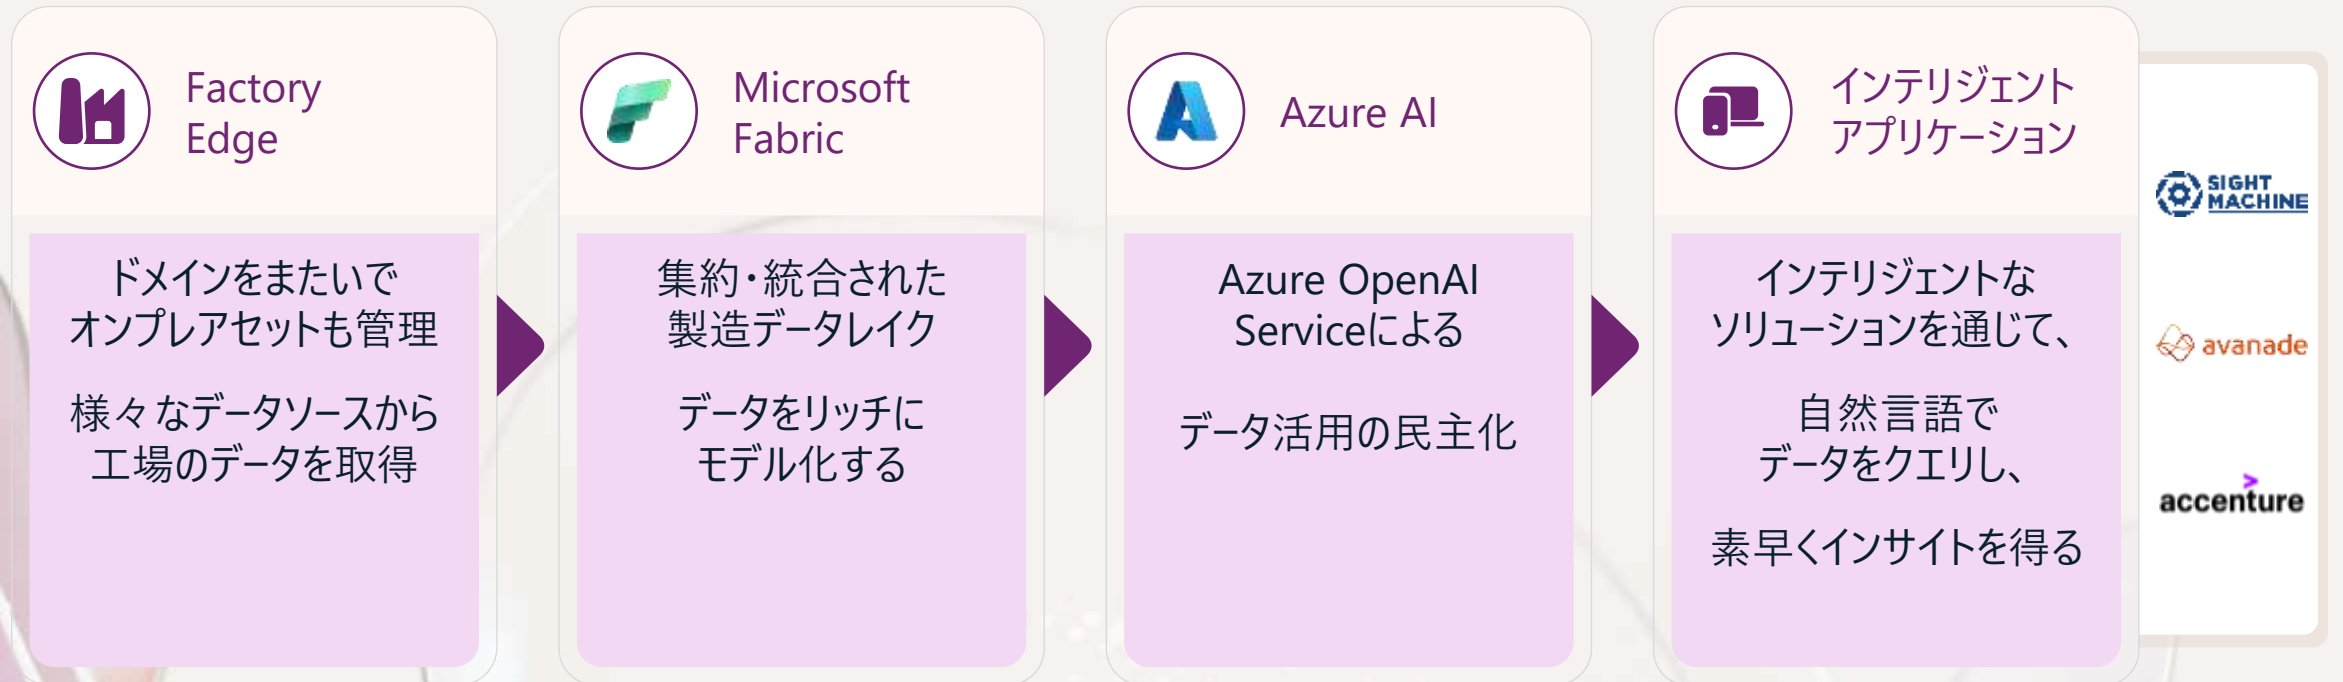 Factory
Edge
ドメインをまたいで
オンプレアセットも管理
様々なデータソースから
工場のデータを取得
Microsoft
Fabric
集約・統合された
製造データレイク
データをリッチに
モデル化する
Azure AI
Azure OpenAI
Serviceによる
データ活用の民主化
インテリジェント
アプリケーション
インテリジェントな
ソリューションを通じて、
自然言語で
データをクエリし、
素早くインサイトを得る
SIGHT
MACHINE
avanade
accenture